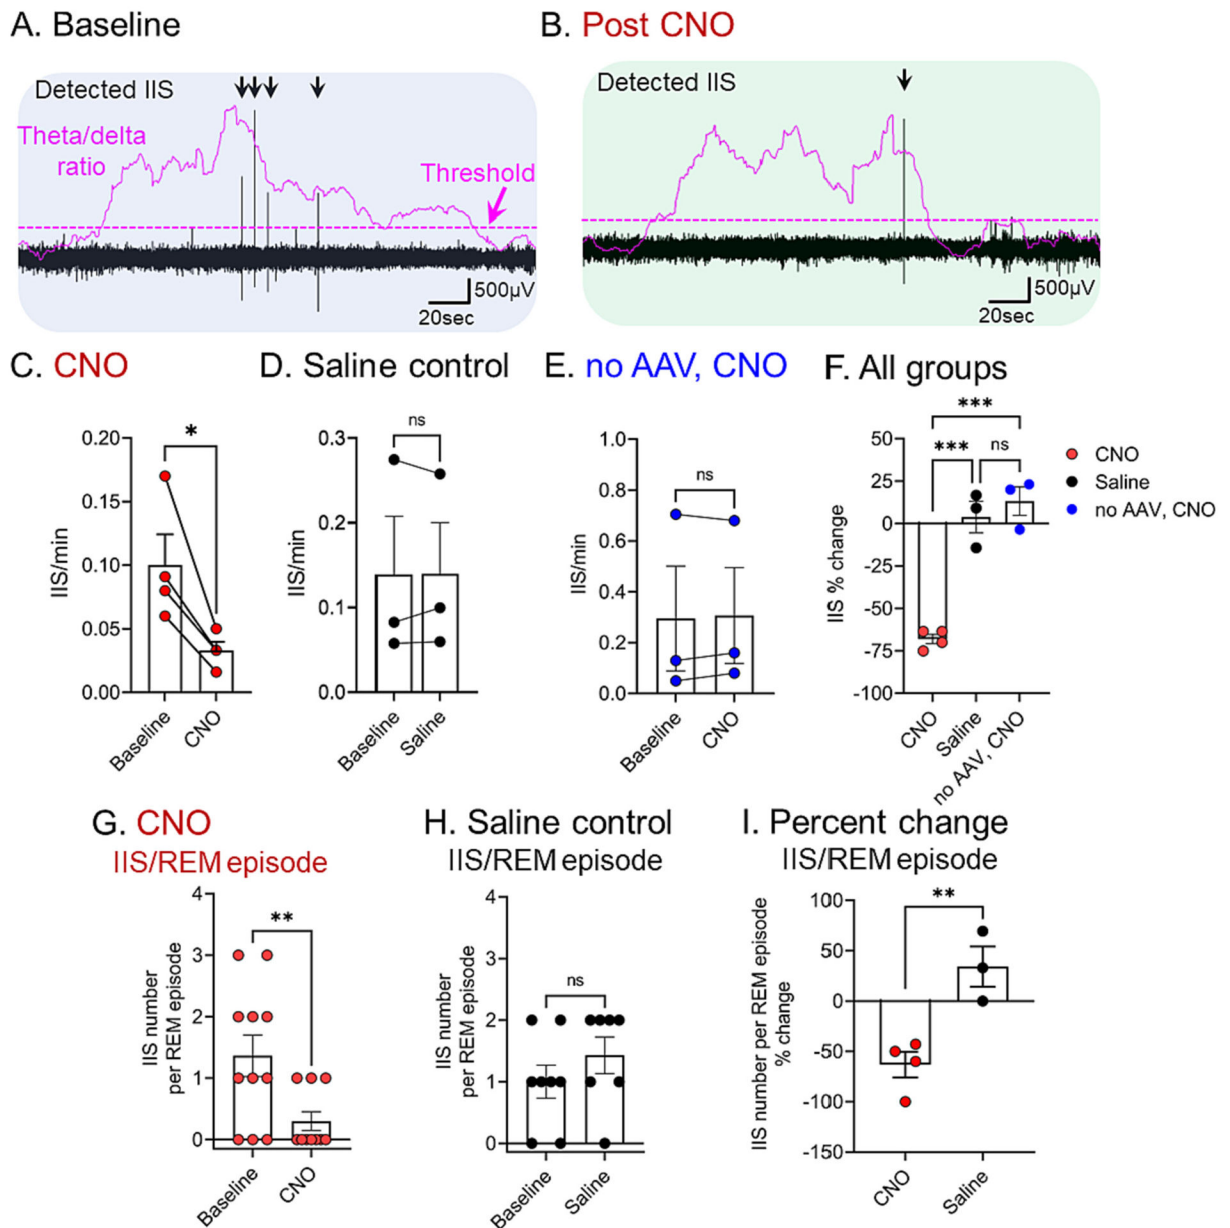 A. Baseline
B. Post CNO
Detected IIS
Theta/delta
ratio
Threshold
500µV
20sec
Detected IIS
500µV
20sec
C. CNO
D. Saline control
E. no AAV, CNO
F. All groups
*
IIS/min
0.20
0.15
0.10
0.05
0.00
Baseline
CNO
ns
IIS/min
0.3
0.2
0.1
0.0
Baseline
Saline
ns
IIS/min
1.0
0.8
0.6
0.4
0.2
0.0
Baseline
CNO
***
***
ns
IIS % change
50
25
0
-25
-50
-75
-100
CNO
Saline
no AAV, CNO
CNO
Saline
no AAV, CNO
G. CNO
IIS/REM episode
H. Saline control
IIS/REM episode
I. Percent change
IIS/REM episode
**
IIS number
per REM episode
4
3
2
1
0
Baseline
CNO
ns
IIS number
per REM episode
4
3
2
1
0
Baseline
Saline
**
IIS number per REM episode
% change
100
50
0
-50
-100
-150
CNO
Saline